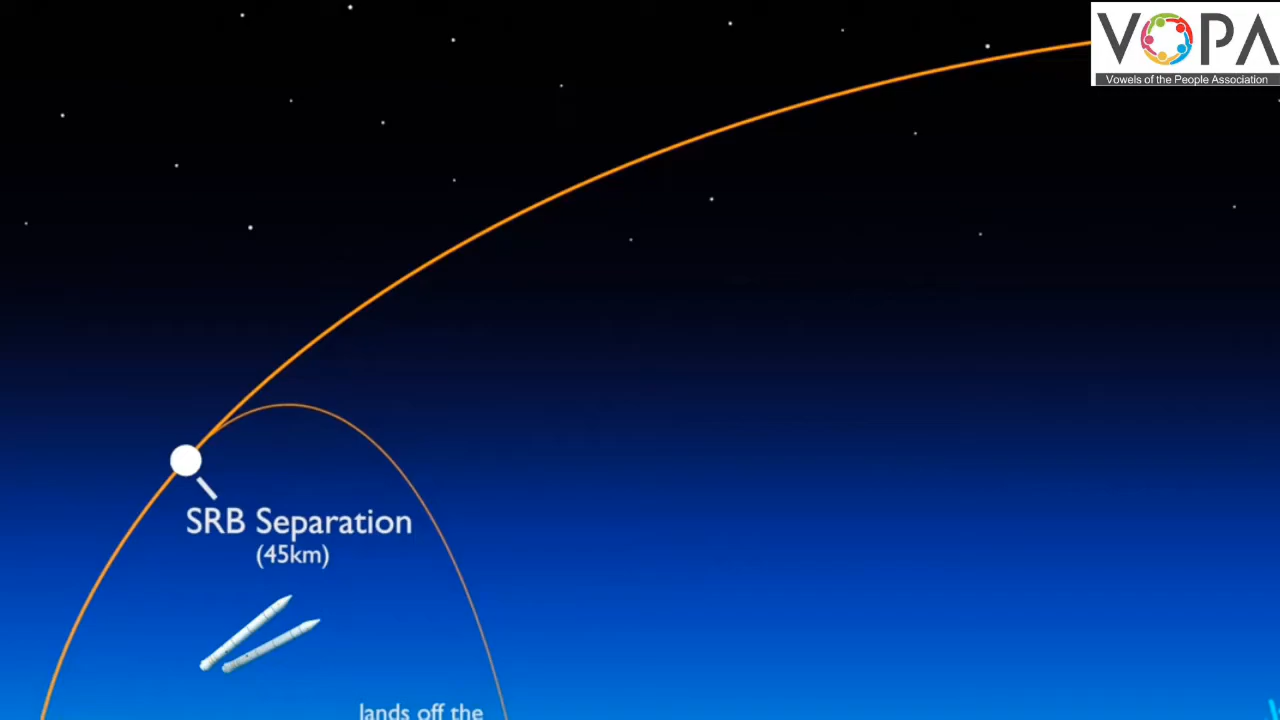 VOPA
Vowels of the People Association
SRB Separation
(45km)
lands off the